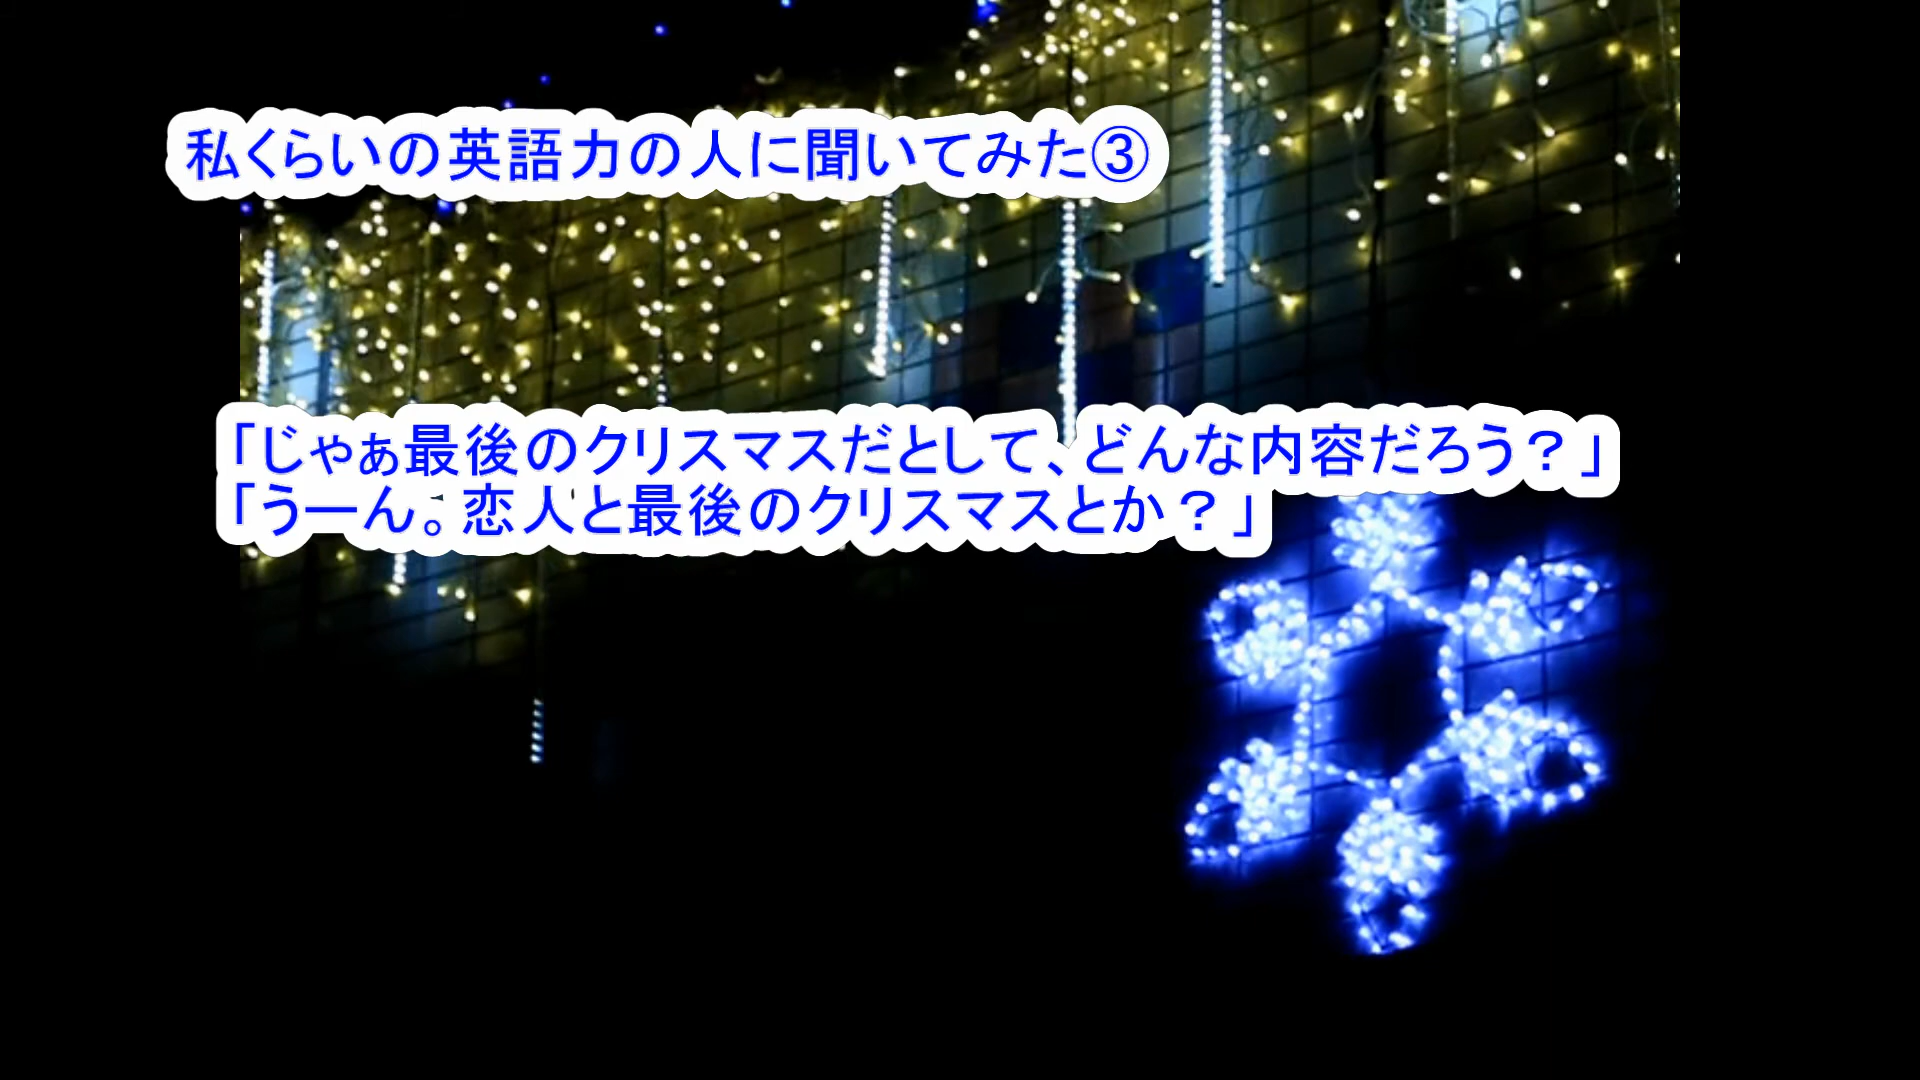 私くらいの英語力の人に聞いてみた③
「じゃぁ最後のクリスマスだとして、どんな内容だろう？」
「うーん。恋人と最後のクリスマスとか？」